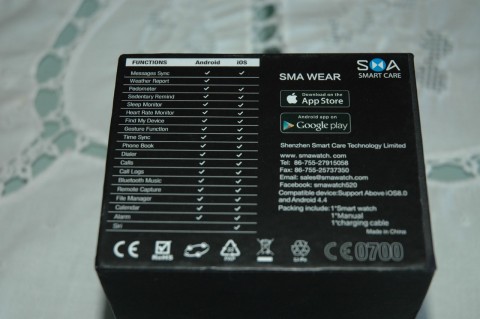 FUNCTIONS Android iOS
Messages Sync
Weather Report
Pedometer
Sedentary Remind
Sleep Monitor
Heart Rate Monitor
Find My Device
Gesture Function
Time Sync
Phone Book
Dialer
Calls
Call Logs
Bluetooth Music
Remote Capture
File Manager
Calendar
Alarm
Siri
SMA
SMART CARE
SMA WEAR
Download on the
App Store
Android app on
Google play
Shenzhen Smart Care Technology Limited
www.smawatch.com
Tel: 86-755-27915058
Fax: 86-755-25737350
Email: sales@smawatch.com
Facebook: smawatch520
Compatible device:Support Above iOS8.0
and Android 4.4
Packing include:1*Smart watch
1*Manual
1*charging cable
Made in China
CE RoHS PAP Li-Po CE0700